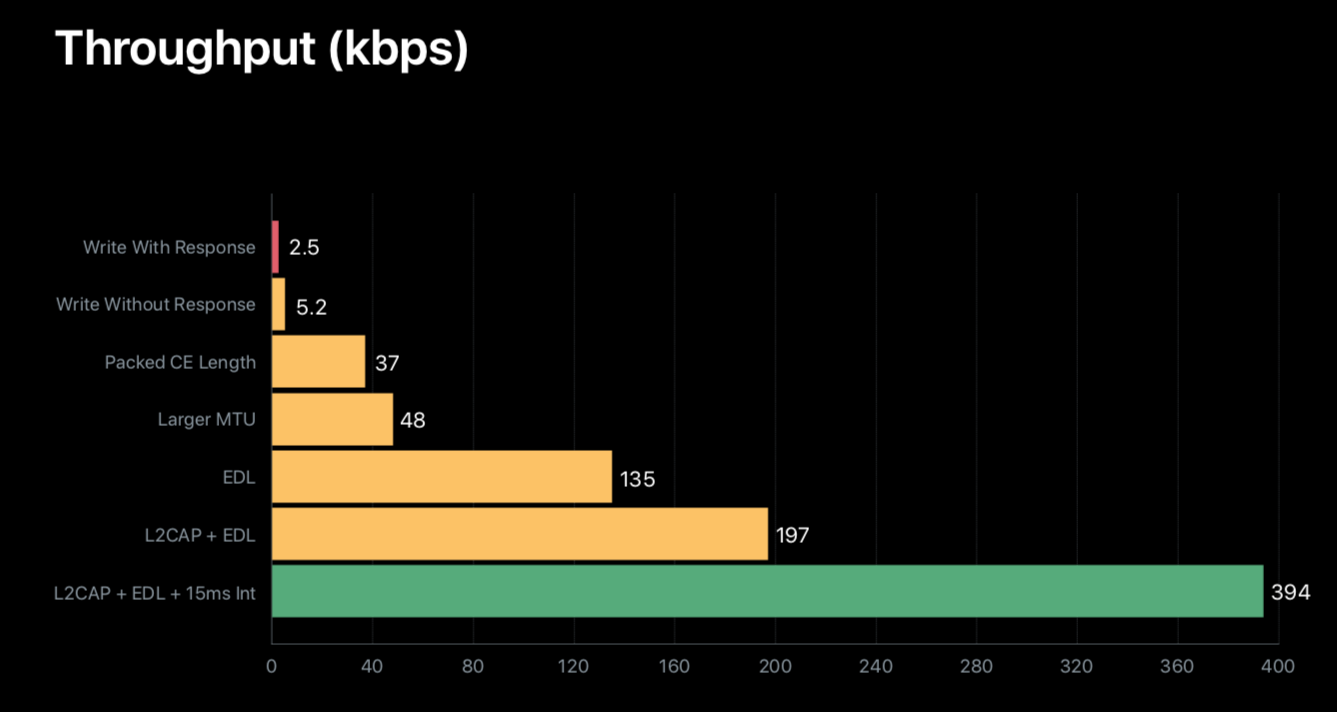 Throughput (kbps)
Write With Response 2.5
Write Without Response 5.2
Packed CE Length 37
Larger MTU 48
EDL 135
L2CAP + EDL 197
L2CAP + EDL + 15ms Int 394
0 40 80 120 160 200 240 280 320 360 400